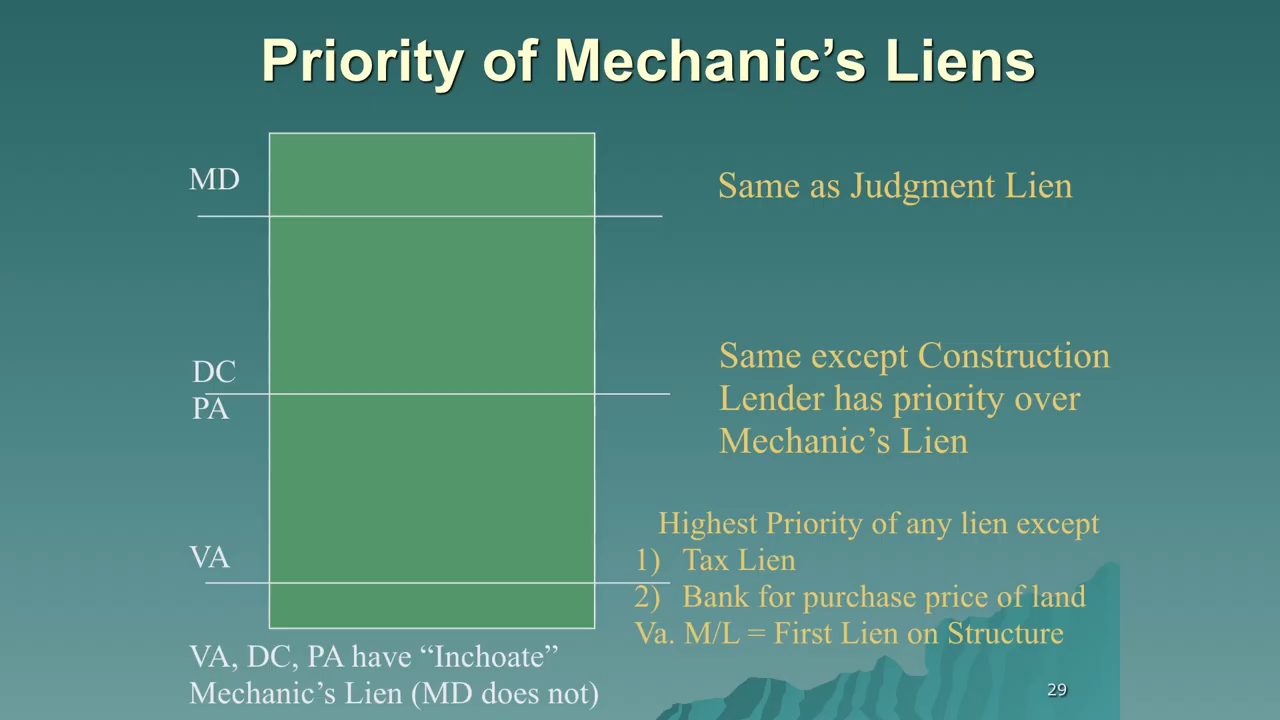 Priority of Mechanic’s Liens
MD
Same as Judgment Lien
DC
PA
Same except Construction
Lender has priority over
Mechanic’s Lien
VA
Highest Priority of any lien except
1) Tax Lien
2) Bank for purchase price of land
Va. M/L = First Lien on Structure
VA, DC, PA have “Inchoate”
Mechanic’s Lien (MD does not)
29